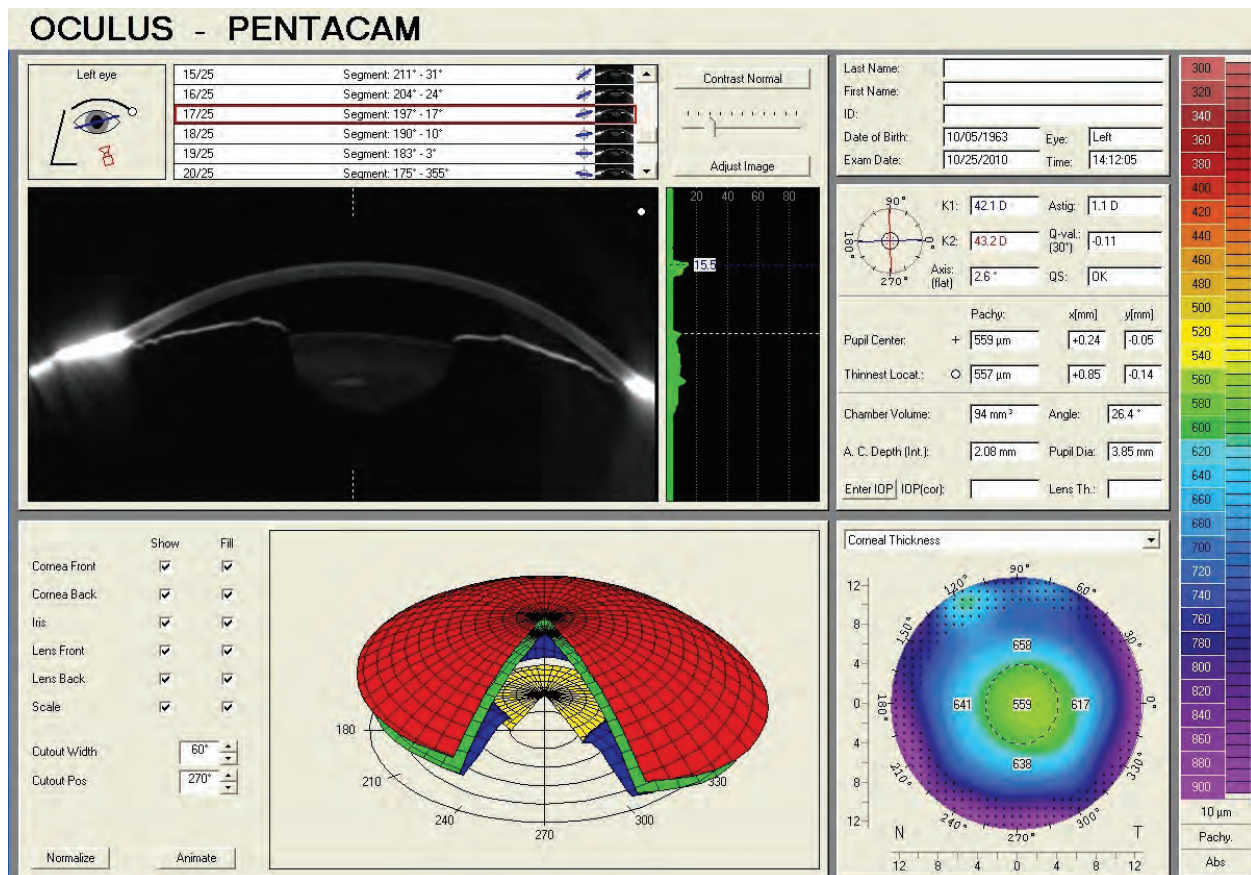 OCULUS - PENTACAM
Left eye
15/25 Segment: 211° - 31°
16/25 Segment: 204° - 24°
17/25 Segment: 197° - 17°
18/25 Segment: 190° - 10°
19/25 Segment: 183° - 3°
20/25 Segment: 175° - 355°
Contrast Normal
Adjust Image
20 40 60 80
15.5
Last Name:
First Name:
ID:
Date of Birth: 10/05/1963 Eye: Left
Exam Date: 10/25/2010 Time: 14:12:05
90°
180°
0°
270°
K1: 42.1 D Astig: 1.1 D
K2: 43.2 D Q-val.: (30°) -0.11
Axis: (flat) 2.6 ° QS: OK
Pachy: x[mm] y[mm]
Pupil Center: + 559 µm +0.24 -0.05
Thinnest Locat.: O 557 µm +0.85 -0.14
Chamber Volume: 94 mm³ Angle: 26.4 °
A. C. Depth (Int.): 2.08 mm Pupil Dia: 3.85 mm
Enter IOP IOP(cor): Lens Th.:
Show Fill
Cornea Front
Cornea Back
Iris
Lens Front
Lens Back
Scale
Cutout Width 60°
Cutout Pos 270°
Normalize Animate
180
210
240
270
300
330
Corneal Thickness
12
8
4
0
4
8
12
90°
120°
60°
150°
30°
180°
0°
210°
330°
240°
300°
270°
658
641 559 617
638
N T
12 8 4 0 4 8 12
300
320
340
360
380
400
420
440
460
480
500
520
540
560
580
600
620
640
660
680
700
720
740
760
780
800
820
840
860
880
900
10 µm
Pachy.
Abs